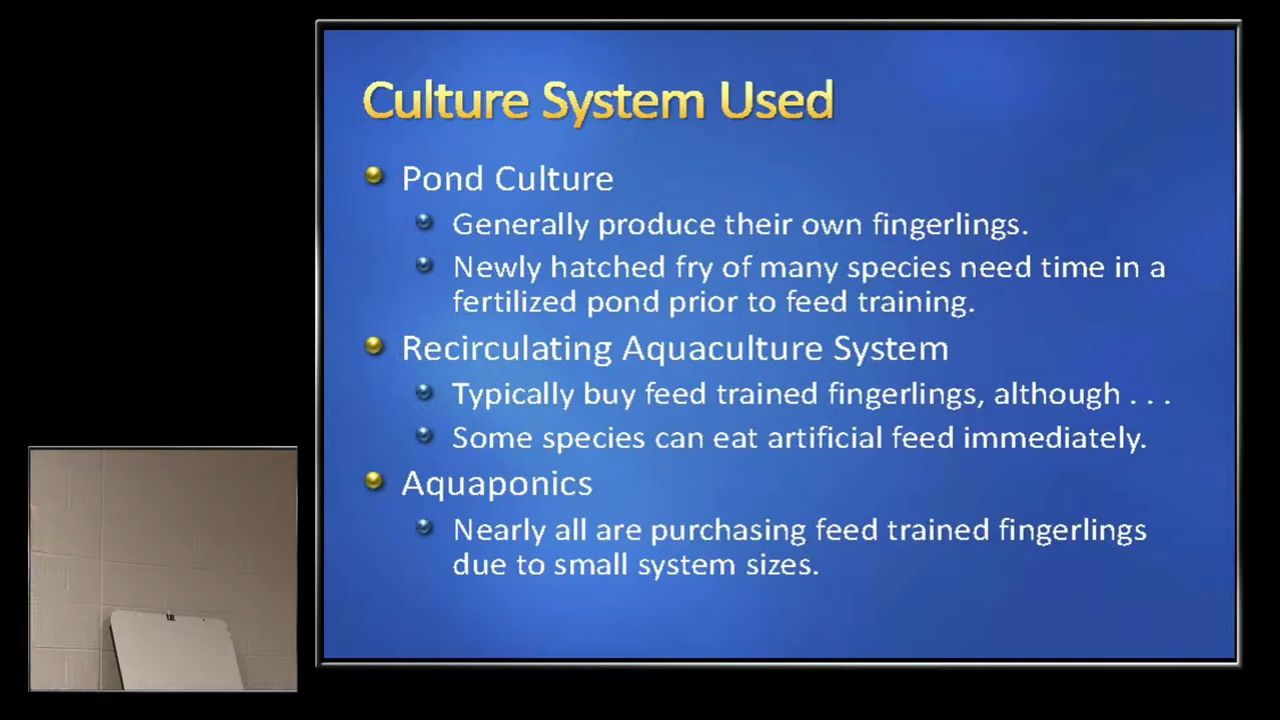 Culture System Used
Pond Culture
Generally produce their own fingerlings.
Newly hatched fry of many species need time in a
fertilized pond prior to feed training.
Recirculating Aquaculture System
Typically buy feed trained fingerlings, although . . .
Some species can eat artificial feed immediately.
Aquaponics
Nearly all are purchasing feed trained fingerlings
due to small system sizes.